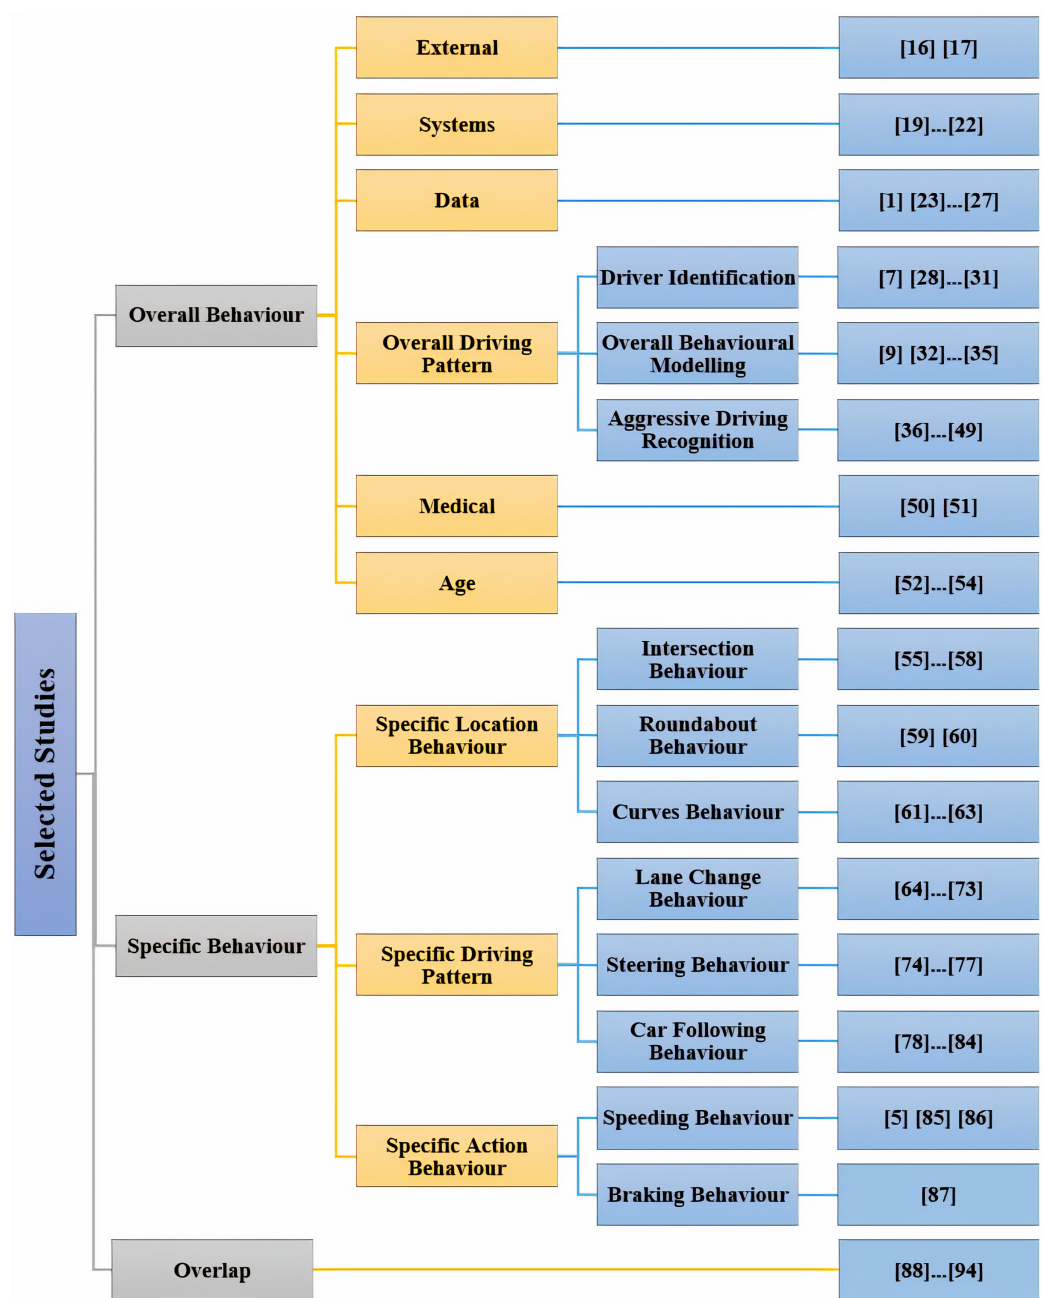 External
[16] [17]
Systems
[19]...[22]
Data
[1] [23]...[27]
Driver Identification
[7] [28]...[31]
Overall Behaviour
Overall Driving
Pattern
Overall Behavioural
Modelling
[9] [32]...[35]
Aggressive Driving
Recognition
[36]...[49]
Medical
[50] [51]
Age
[52]...[54]
Selected Studies
Intersection
Behaviour
[55]...[58]
Specific Location
Behaviour
Roundabout
Behaviour
[59] [60]
Curves Behaviour
[61]...[63]
Lane Change
Behaviour
[64]...[73]
Specific Behaviour
Specific Driving
Pattern
Steering Behaviour
[74]...[77]
Car Following
Behaviour
[78]...[84]
Speeding Behaviour
[5] [85] [86]
Specific Action
Behaviour
Braking Behaviour
[87]
Overlap
[88]...[94]